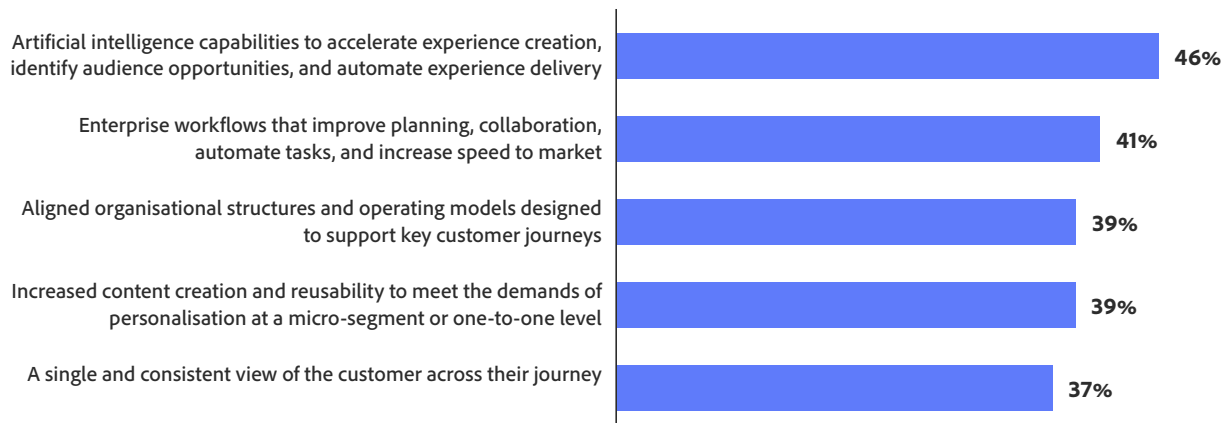 Artificial intelligence capabilities to accelerate experience creation,
identify audience opportunities, and automate experience delivery
46%
Enterprise workflows that improve planning, collaboration,
automate tasks, and increase speed to market
41%
Aligned organisational structures and operating models designed
to support key customer journeys
39%
Increased content creation and reusability to meet the demands of
personalisation at a micro-segment or one-to-one level
39%
A single and consistent view of the customer across their journey
37%